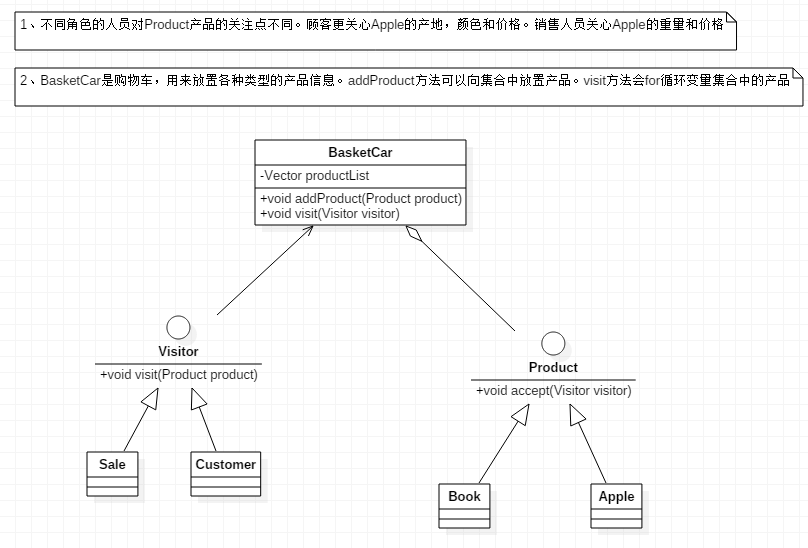 1、不同角色的人员对Product产品的关注点不同。顾客更关心Apple的产地，颜色和价格。销售人员关心Apple的重量和价格
2、BasketCar是购物车，用来放置各种类型的产品信息。addProduct方法可以向集合中放置产品。visit方法会for循环变量集合中的产品
BasketCar
-Vector productList
+void addProduct(Product product)
+void visit(Visitor visitor)
Visitor
+void visit(Product product)
Product
+void accept(Visitor visitor)
Sale
Customer
Book
Apple